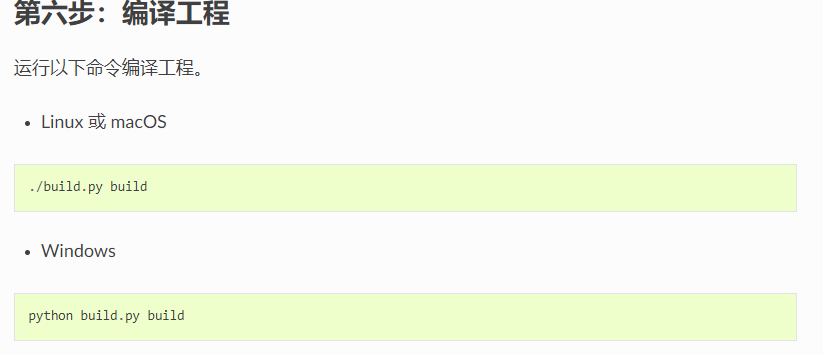 第六步：编译工程
运行以下命令编译工程。
• Linux 或 macOS
./build.py build
• Windows
python build.py build